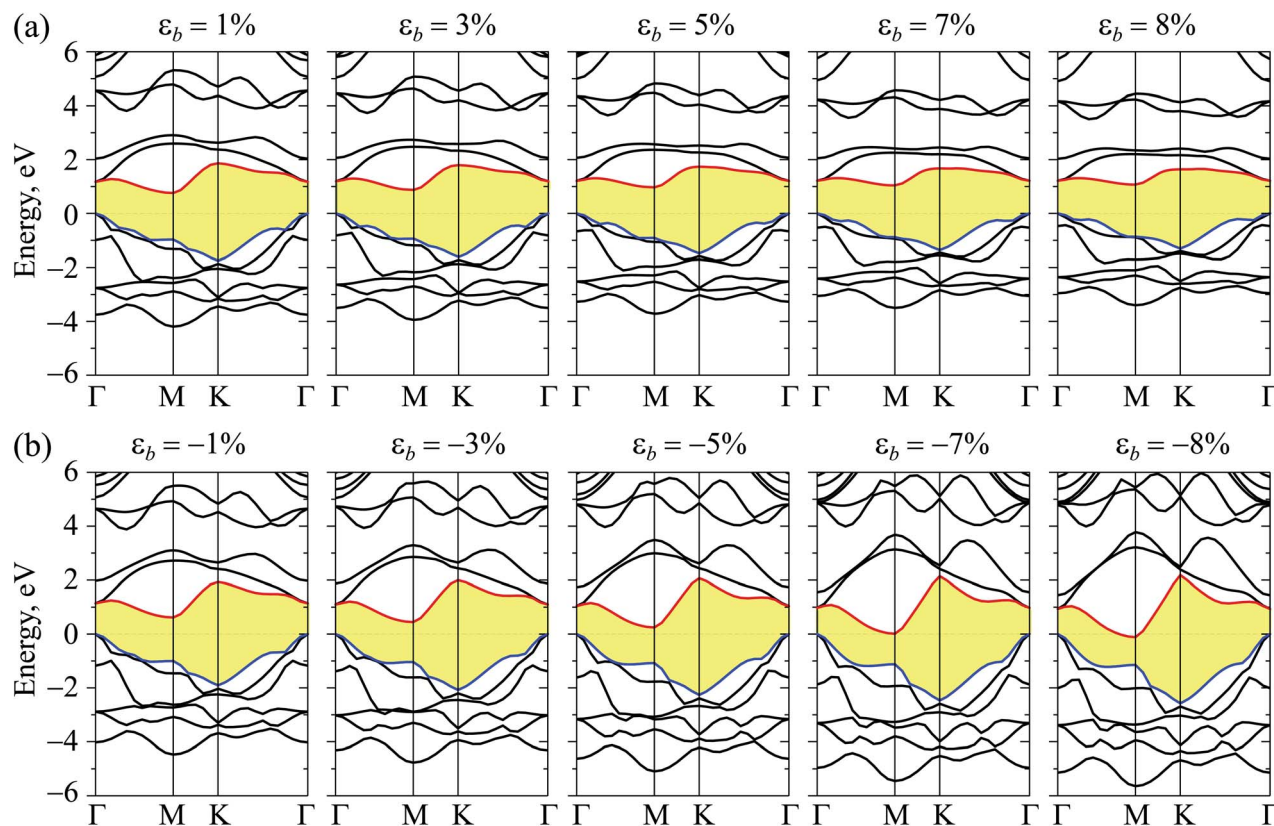 (a) ε_b = 1% ε_b = 3% ε_b = 5% ε_b = 7% ε_b = 8%
6
4
2
0
−2
−4
−6
Energy, eV
Γ M K Γ Γ M K Γ Γ M K Γ Γ M K Γ Γ M K Γ
(b) ε_b = −1% ε_b = −3% ε_b = −5% ε_b = −7% ε_b = −8%
6
4
2
0
−2
−4
−6
Energy, eV
Γ M K Γ Γ M K Γ Γ M K Γ Γ M K Γ Γ M K Γ